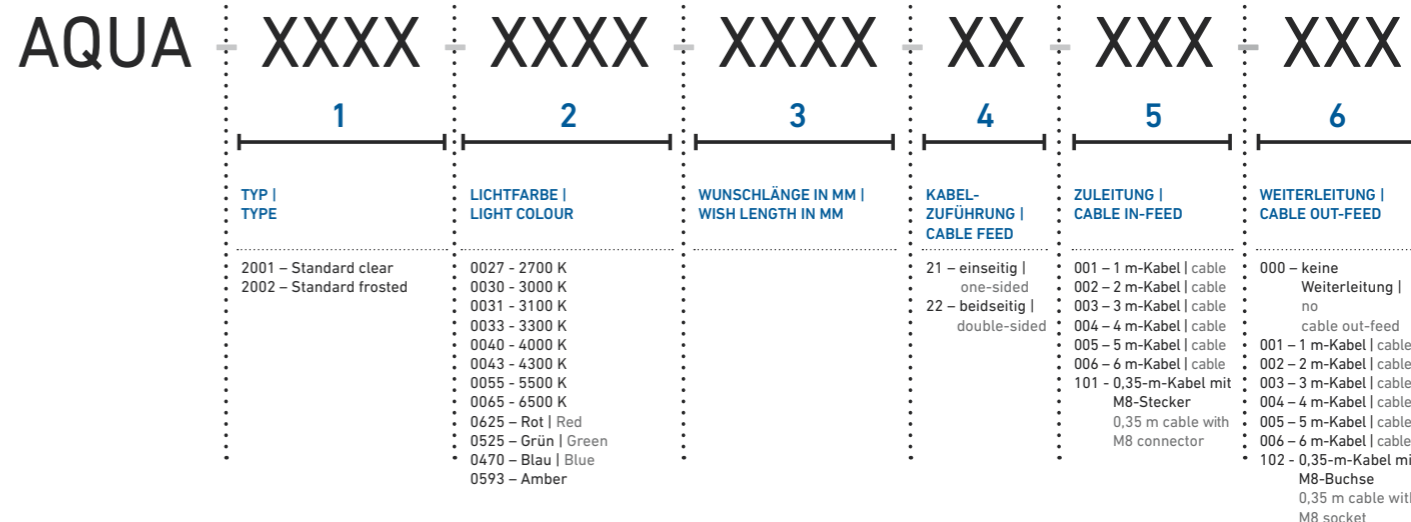 AQUA - XXXX - XXXX - XXXX - XX - XXX - XXX
1
2
3
4
5
6
TYP |
TYPE
2001 – Standard clear
2002 – Standard frosted
LICHTFARBE |
LIGHT COLOUR
0027 - 2700 K
0030 - 3000 K
0031 - 3100 K
0033 - 3300 K
0040 - 4000 K
0043 - 4300 K
0055 - 5500 K
0065 - 6500 K
0625 – Rot | Red
0525 – Grün | Green
0470 – Blau | Blue
0593 – Amber
WUNSCHLÄNGE IN MM |
WISH LENGTH IN MM
KABEL-
ZUFÜHRUNG |
CABLE FEED
21 – einseitig |
one-sided
22 – beidseitig |
double-sided
ZULEITUNG |
CABLE IN-FEED
001 – 1 m-Kabel | cable
002 – 2 m-Kabel | cable
003 – 3 m-Kabel | cable
004 – 4 m-Kabel | cable
005 – 5 m-Kabel | cable
006 – 6 m-Kabel | cable
101 - 0,35-m-Kabel mit
M8-Stecker
0,35 m cable with
M8 connector
WEITERLEITUNG |
CABLE OUT-FEED
000 – keine
Weiterleitung |
no
cable out-feed
001 – 1 m-Kabel | cable
002 – 2 m-Kabel | cable
003 – 3 m-Kabel | cable
004 – 4 m-Kabel | cable
005 – 5 m-Kabel | cable
006 – 6 m-Kabel | cable
102 - 0,35-m-Kabel mi
M8-Buchse
0,35 m cable with
M8 socket